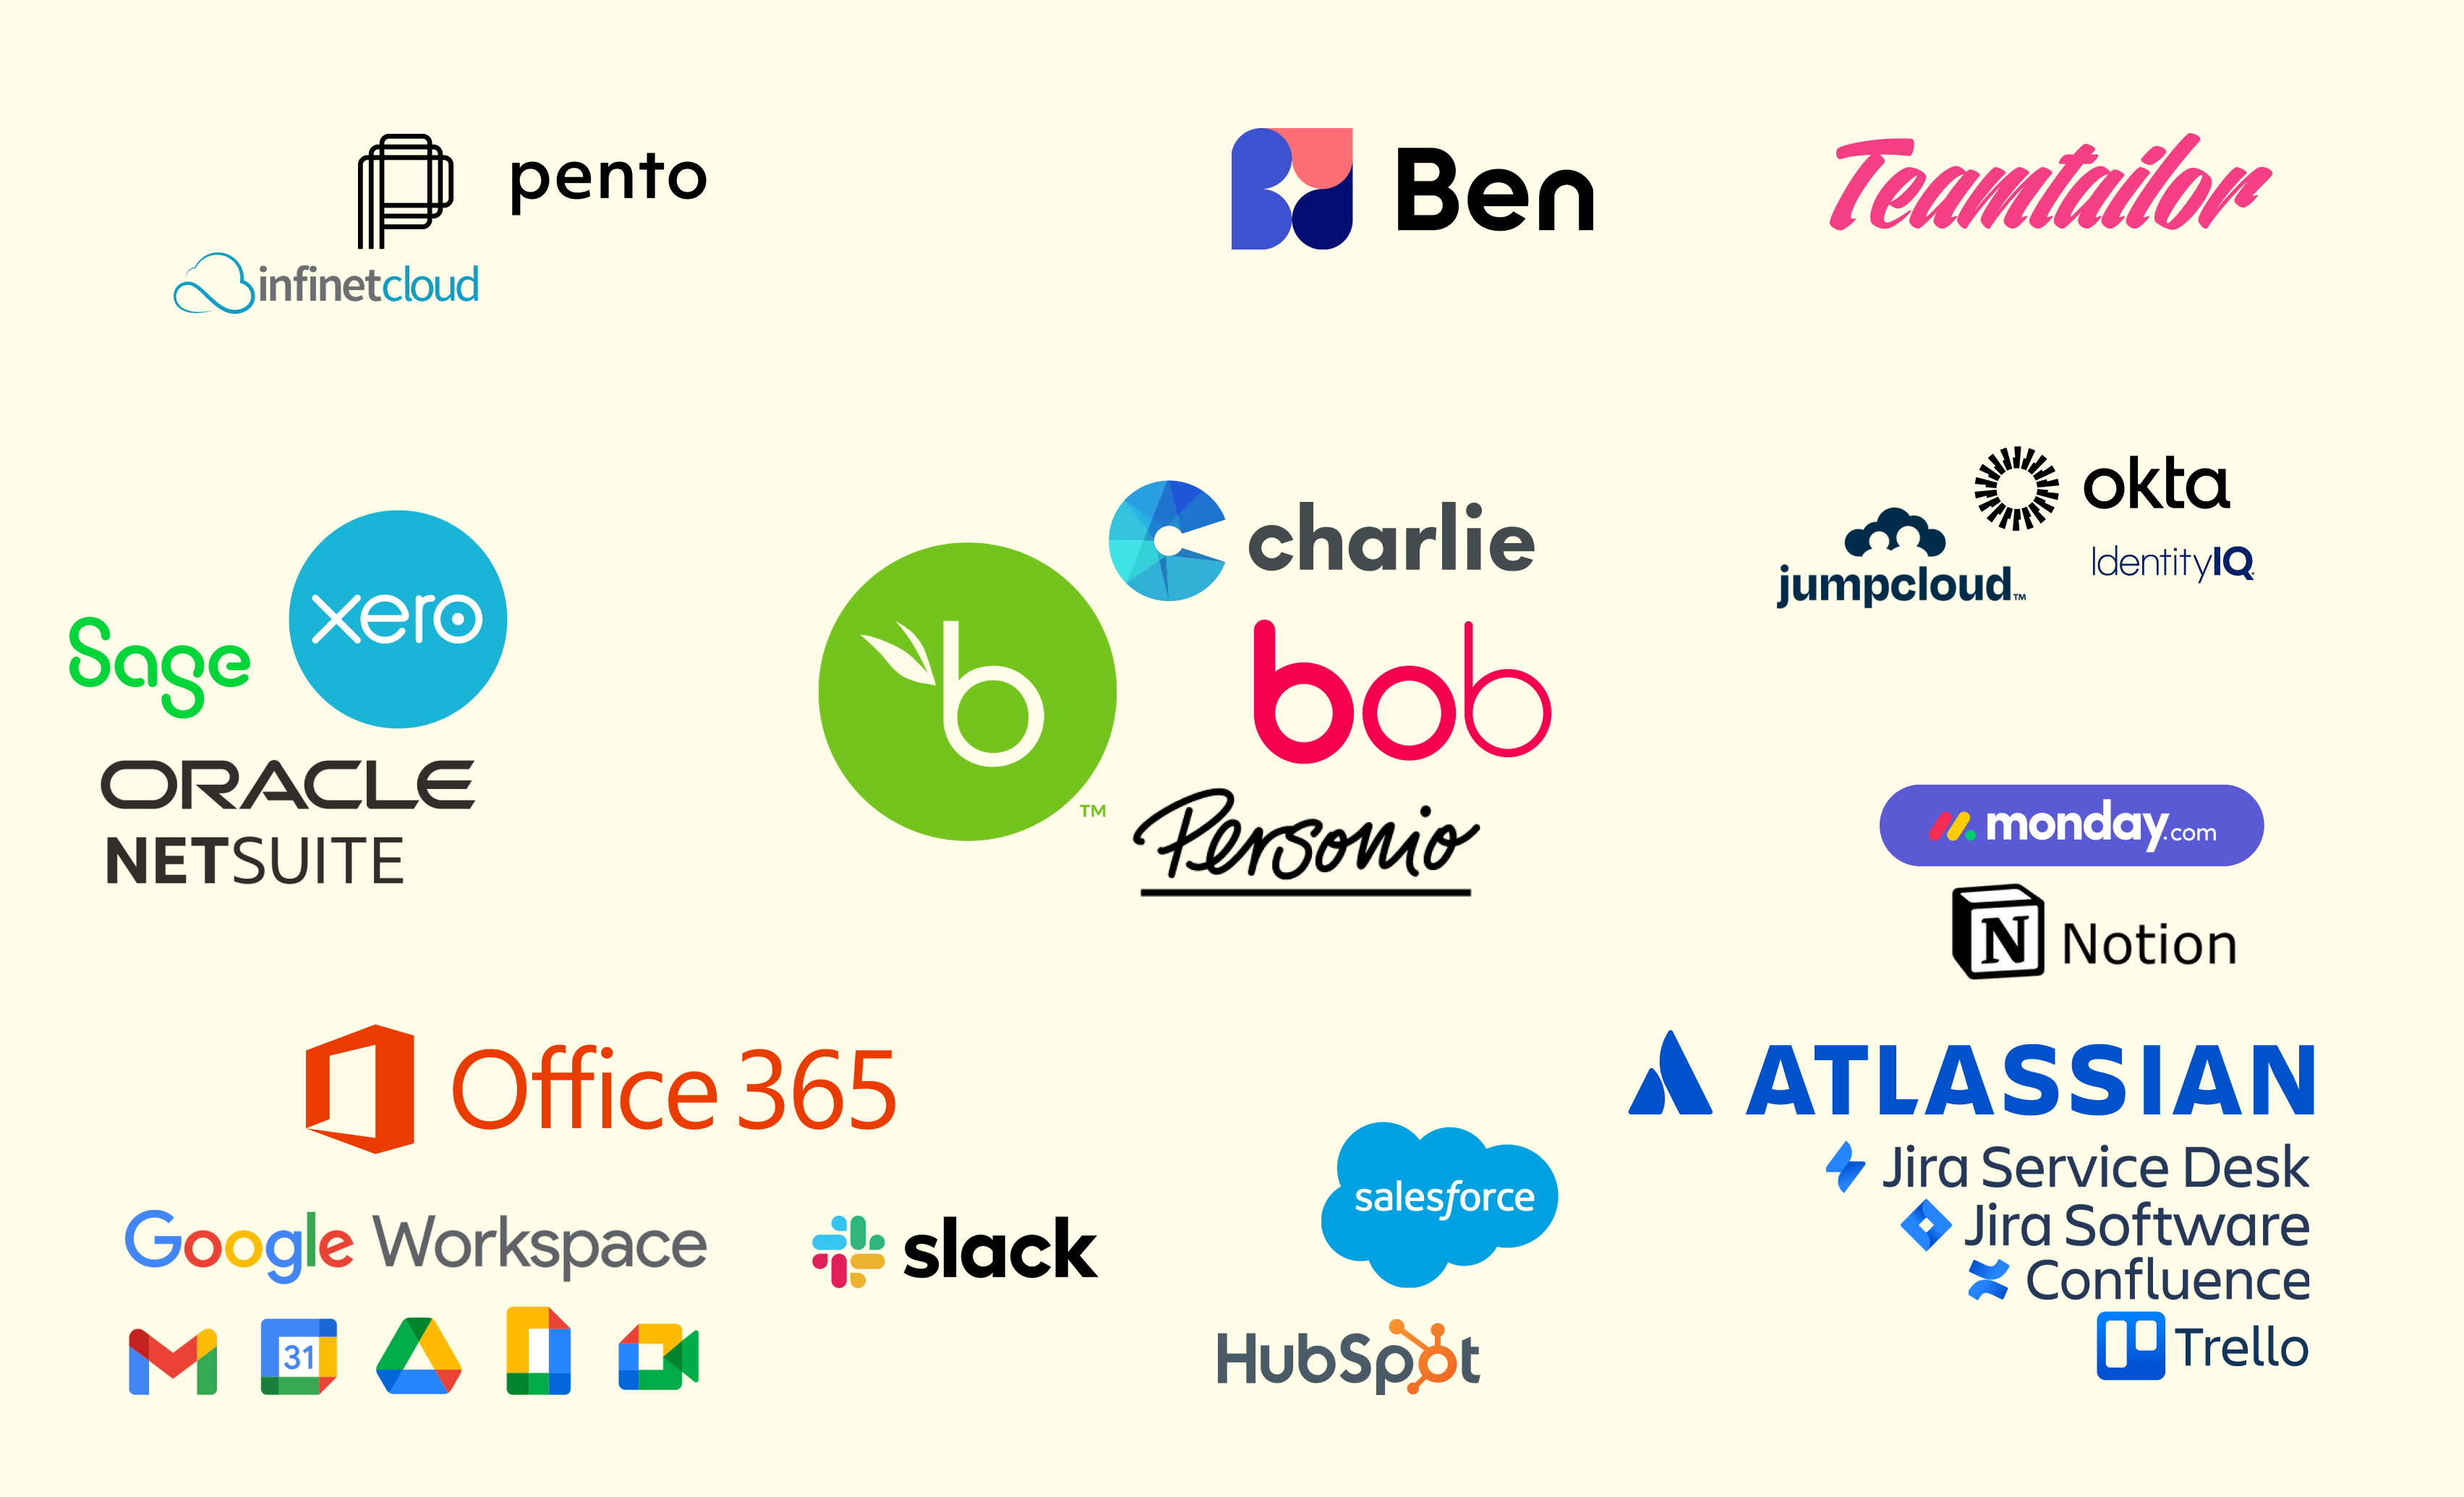 pento
infinetcloud
Ben
Teamtailor
okta
jumpcloud™
IdentityIQ
charlie
xero
Sage
b
™
bob
ORACLE
NETSUITE
Personio
monday.com
N Notion
Office 365
ATLASSIAN
Jira Service Desk
Jira Software
Confluence
Trello
salesforce
Google Workspace
slack
31
HubSpot